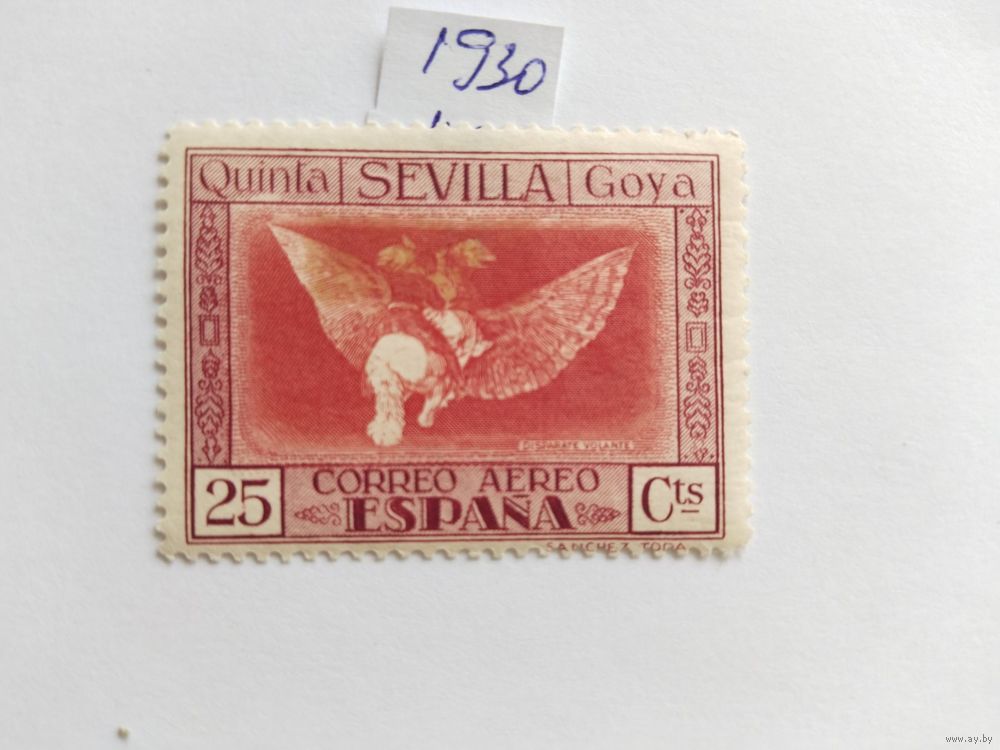 1930
Quinta SEVILLA Goya
DISPARATE VOLANTE
CORREO AEREO
25 ESPAÑA Cts
SANCHEZ TODA
www.ay.by